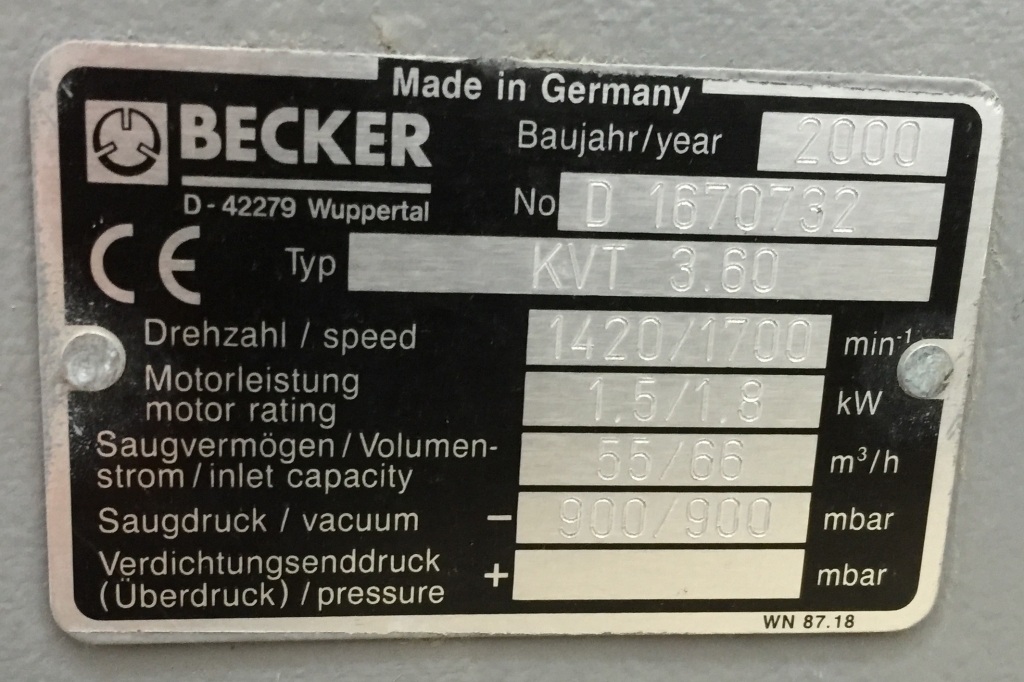 Made in Germany
BECKER
D-42279 Wuppertal
Baujahr/year 2000
No D 1670732
CE Typ KVT 3.60
Drehzahl / speed 1420/1700 min⁻¹
Motorleistung
motor rating 1.5/1.8 kW
Saugvermögen/Volumen-
strom/inlet capacity 55/66 m³/h
Saugdruck / vacuum – 900/900 mbar
Verdichtungsenddruck
(Überdruck) / pressure + mbar
WN 87.18